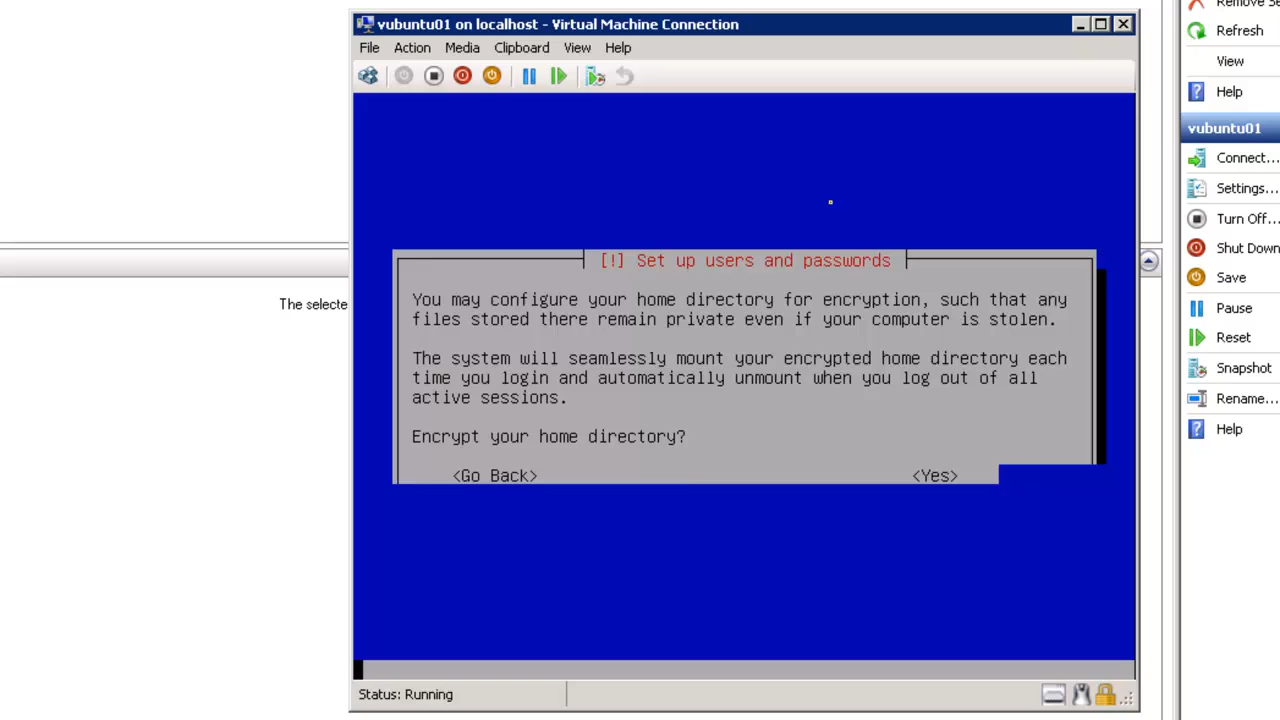 vubuntu01 on localhost - Virtual Machine Connection
File Action Media Clipboard View Help
[!] Set up users and passwords
You may configure your home directory for encryption, such that any
files stored there remain private even if your computer is stolen.
The system will seamlessly mount your encrypted home directory each
time you login and automatically unmount when you log out of all
active sessions.
Encrypt your home directory?
<Go Back> <Yes>
Status: Running
The selecte
Remove Se
Refresh
View
Help
vubuntu01
Connect...
Settings...
Turn Off...
Shut Down
Save
Pause
Reset
Snapshot
Rename...
Help